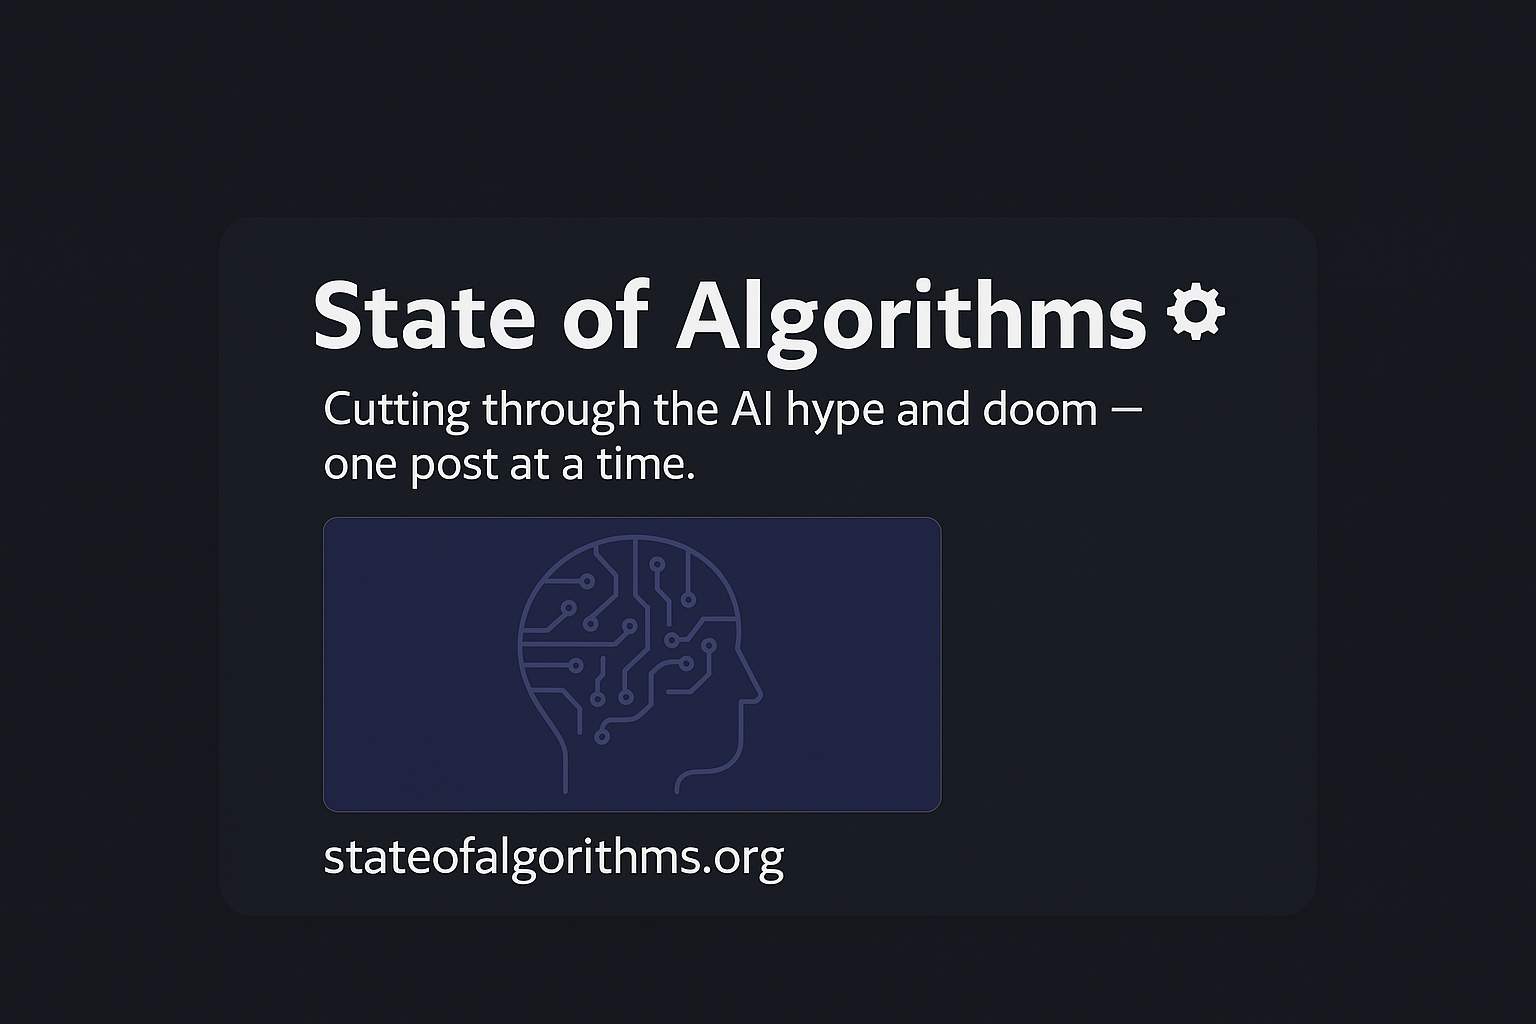 State of Algorithms
Cutting through the AI hype and doom —
one post at a time.
stateofalgorithms.org